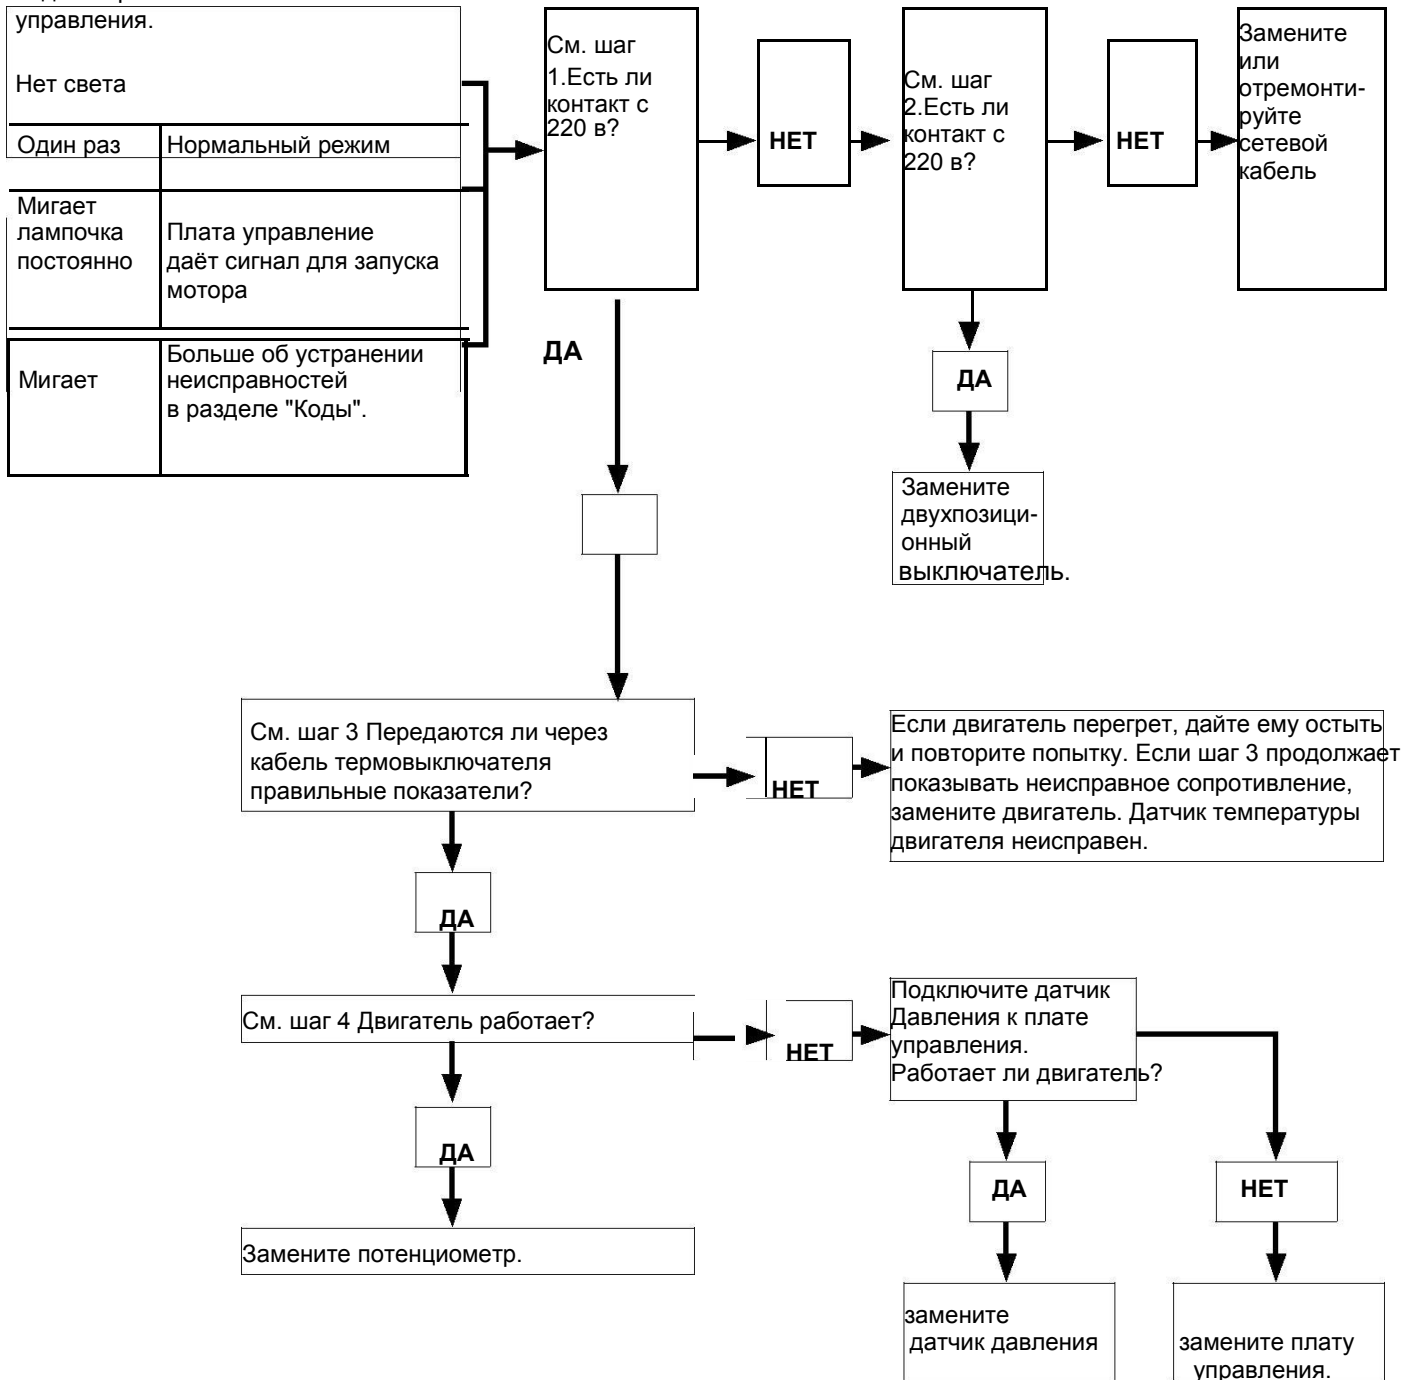 управления.
Нет света
Один раз
Нормальный режим
Мигает
лампочка
постоянно
Плата управление
даёт сигнал для запуска
мотора
Мигает
Больше об устранении
неисправностей
в разделе "Коды".
См. шаг
1.Есть ли
контакт с
220 в?
НЕТ
См. шаг
2.Есть ли
контакт с
220 в?
НЕТ
Замените
или
отремонти-
руйте
сетевой
кабель
ДА
ДА
Замените
двухпозици-
онный
выключатель.
См. шаг 3 Передаются ли через
кабель термовыключателя
правильные показатели?
НЕТ
Если двигатель перегрет, дайте ему остыть
и повторите попытку. Если шаг 3 продолжает
показывать неисправное сопротивление,
замените двигатель. Датчик температуры
двигателя неисправен.
ДА
См. шаг 4 Двигатель работает?
НЕТ
Подключите датчик
Давления к плате
управления.
Работает ли двигатель?
ДА
ДА
НЕТ
Замените потенциометр.
замените
датчик давления
замените плату
управления.